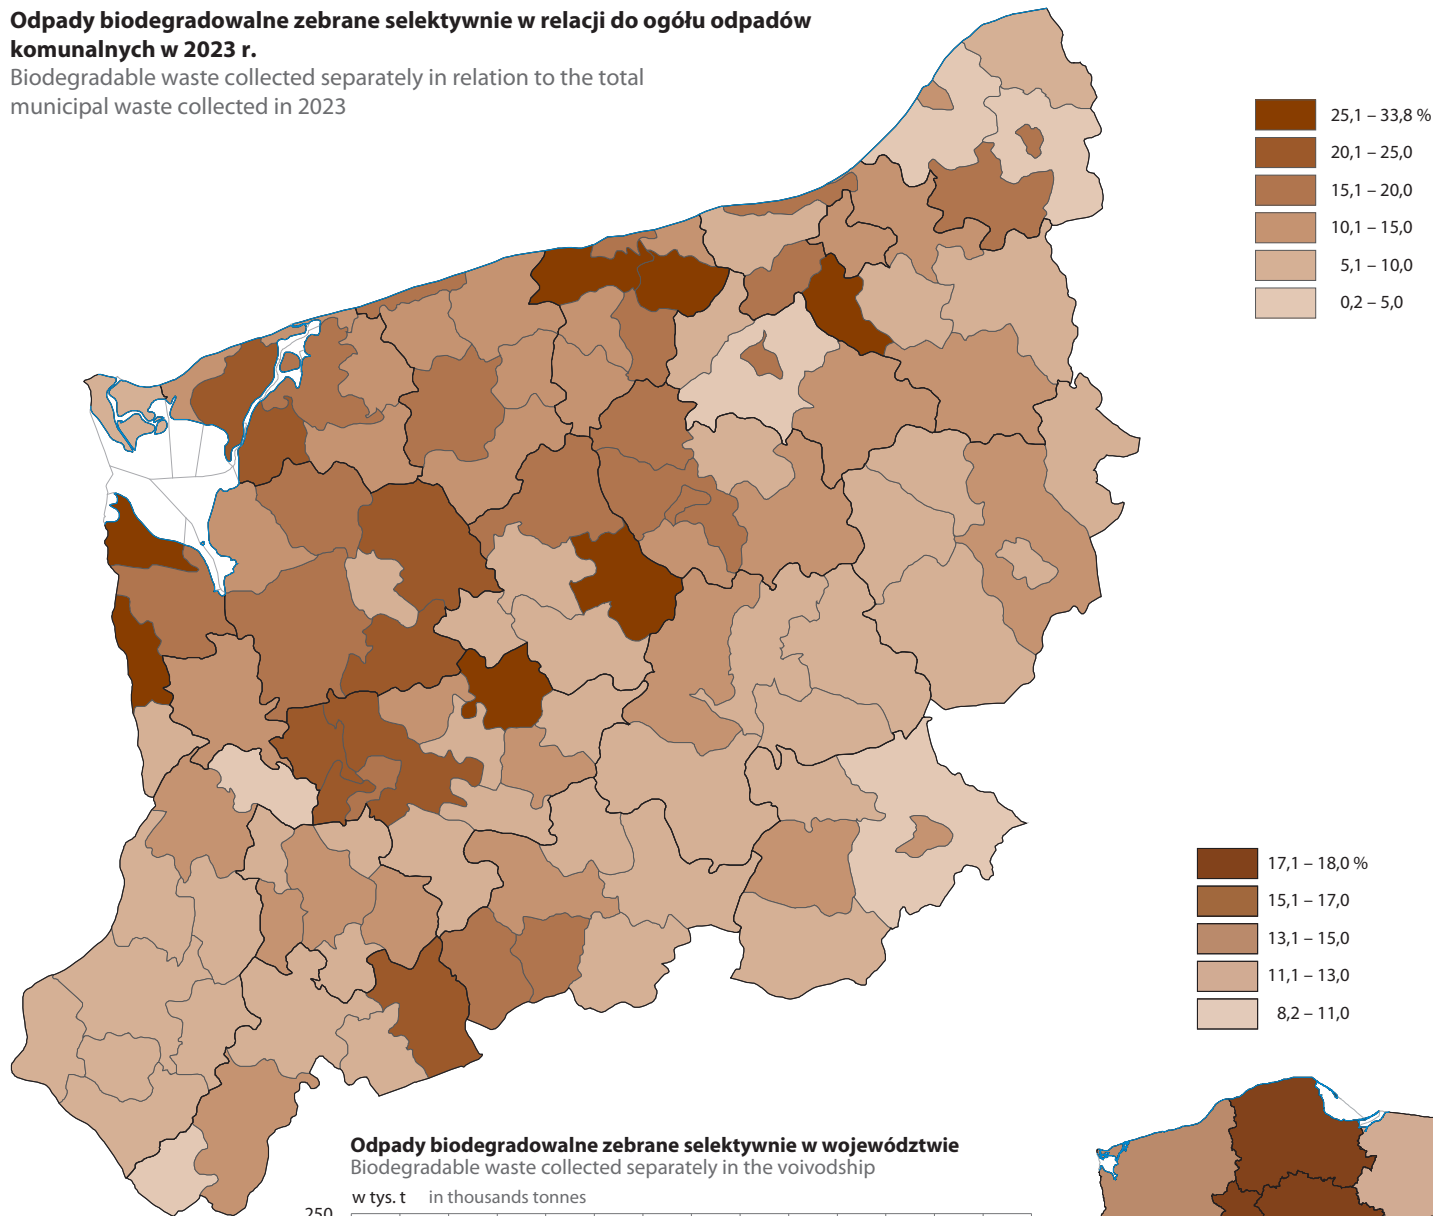 Odpady biodegradowalne zebrane selektywnie w relacji do ogółu odpadów
komunalnych w 2023 r.
Biodegradable waste collected separately in relation to the total
municipal waste collected in 2023
25,1 – 33,8 %
20,1 – 25,0
15,1 – 20,0
10,1 – 15,0
5,1 – 10,0
0,2 – 5,0
17,1 – 18,0 %
15,1 – 17,0
13,1 – 15,0
11,1 – 13,0
8,2 – 11,0
Odpady biodegradowalne zebrane selektywnie w województwie
Biodegradable waste collected separately in the voivodship
w tys. t in thousands tonnes
250